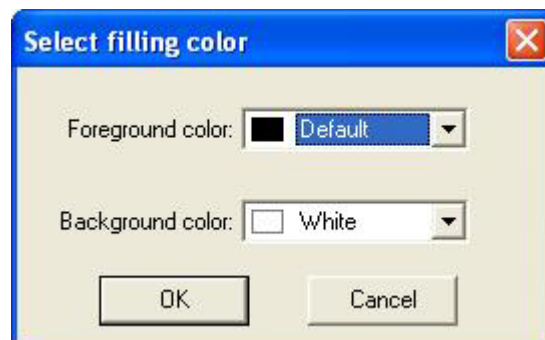 Select filling color
Foreground color: Default
Background color: White
OK Cancel